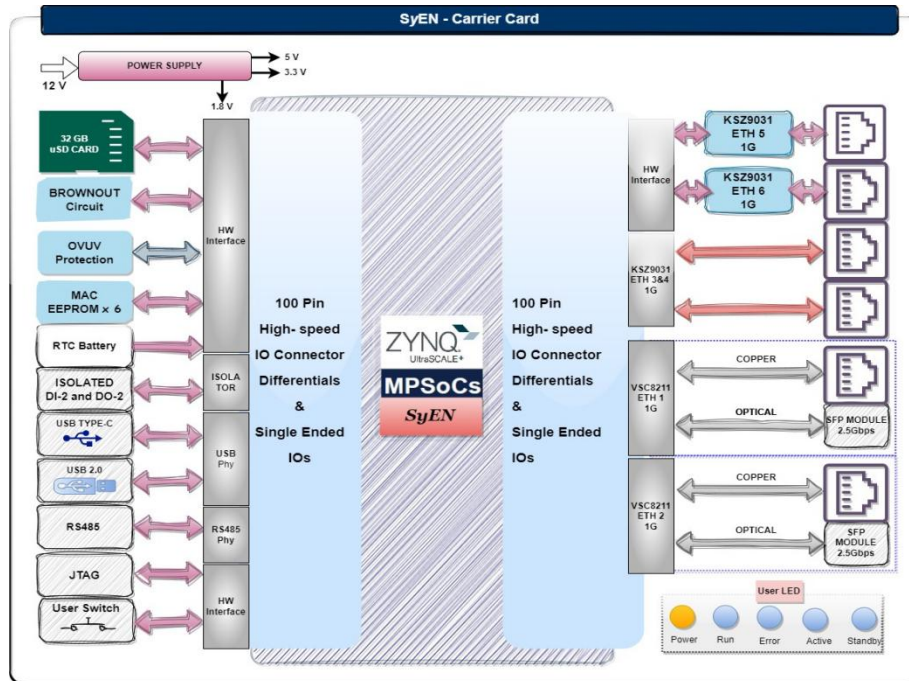 SyEN - Carrier Card
POWER SUPPLY
5 V
3.3 V
12 V
1.8 V
32 GB
uSD CARD
BROWNOUT
Circuit
OVUV
Protection
MAC
EEPROM × 6
RTC Battery
ISOLATED
DI-2 and DO-2
USB TYPE-C
USB 2.0
RS485
JTAG
User Switch
HW
Interface
ISOLA
TOR
USB
Phy
RS485
Phy
HW
Interface
100 Pin
High- speed
IO Connector
Differentials
&
Single Ended
IOs
ZYNQ
UltraSCALE+
MPSoCs
SyEN
100 Pin
High- speed
IO Connector
Differentials
&
Single Ended
IOs
HW
Interface
KSZ9031
ETH 5
1G
KSZ9031
ETH 6
1G
KSZ9031
ETH 3&4
1G
VSC8211
ETH 1
1G
COPPER
OPTICAL
SFP MODULE
2.5Gbps
VSC8211
ETH 2
1G
COPPER
OPTICAL
SFP
MODULE
2.5Gbps
User LED
Power
Run
Error
Active
Standby